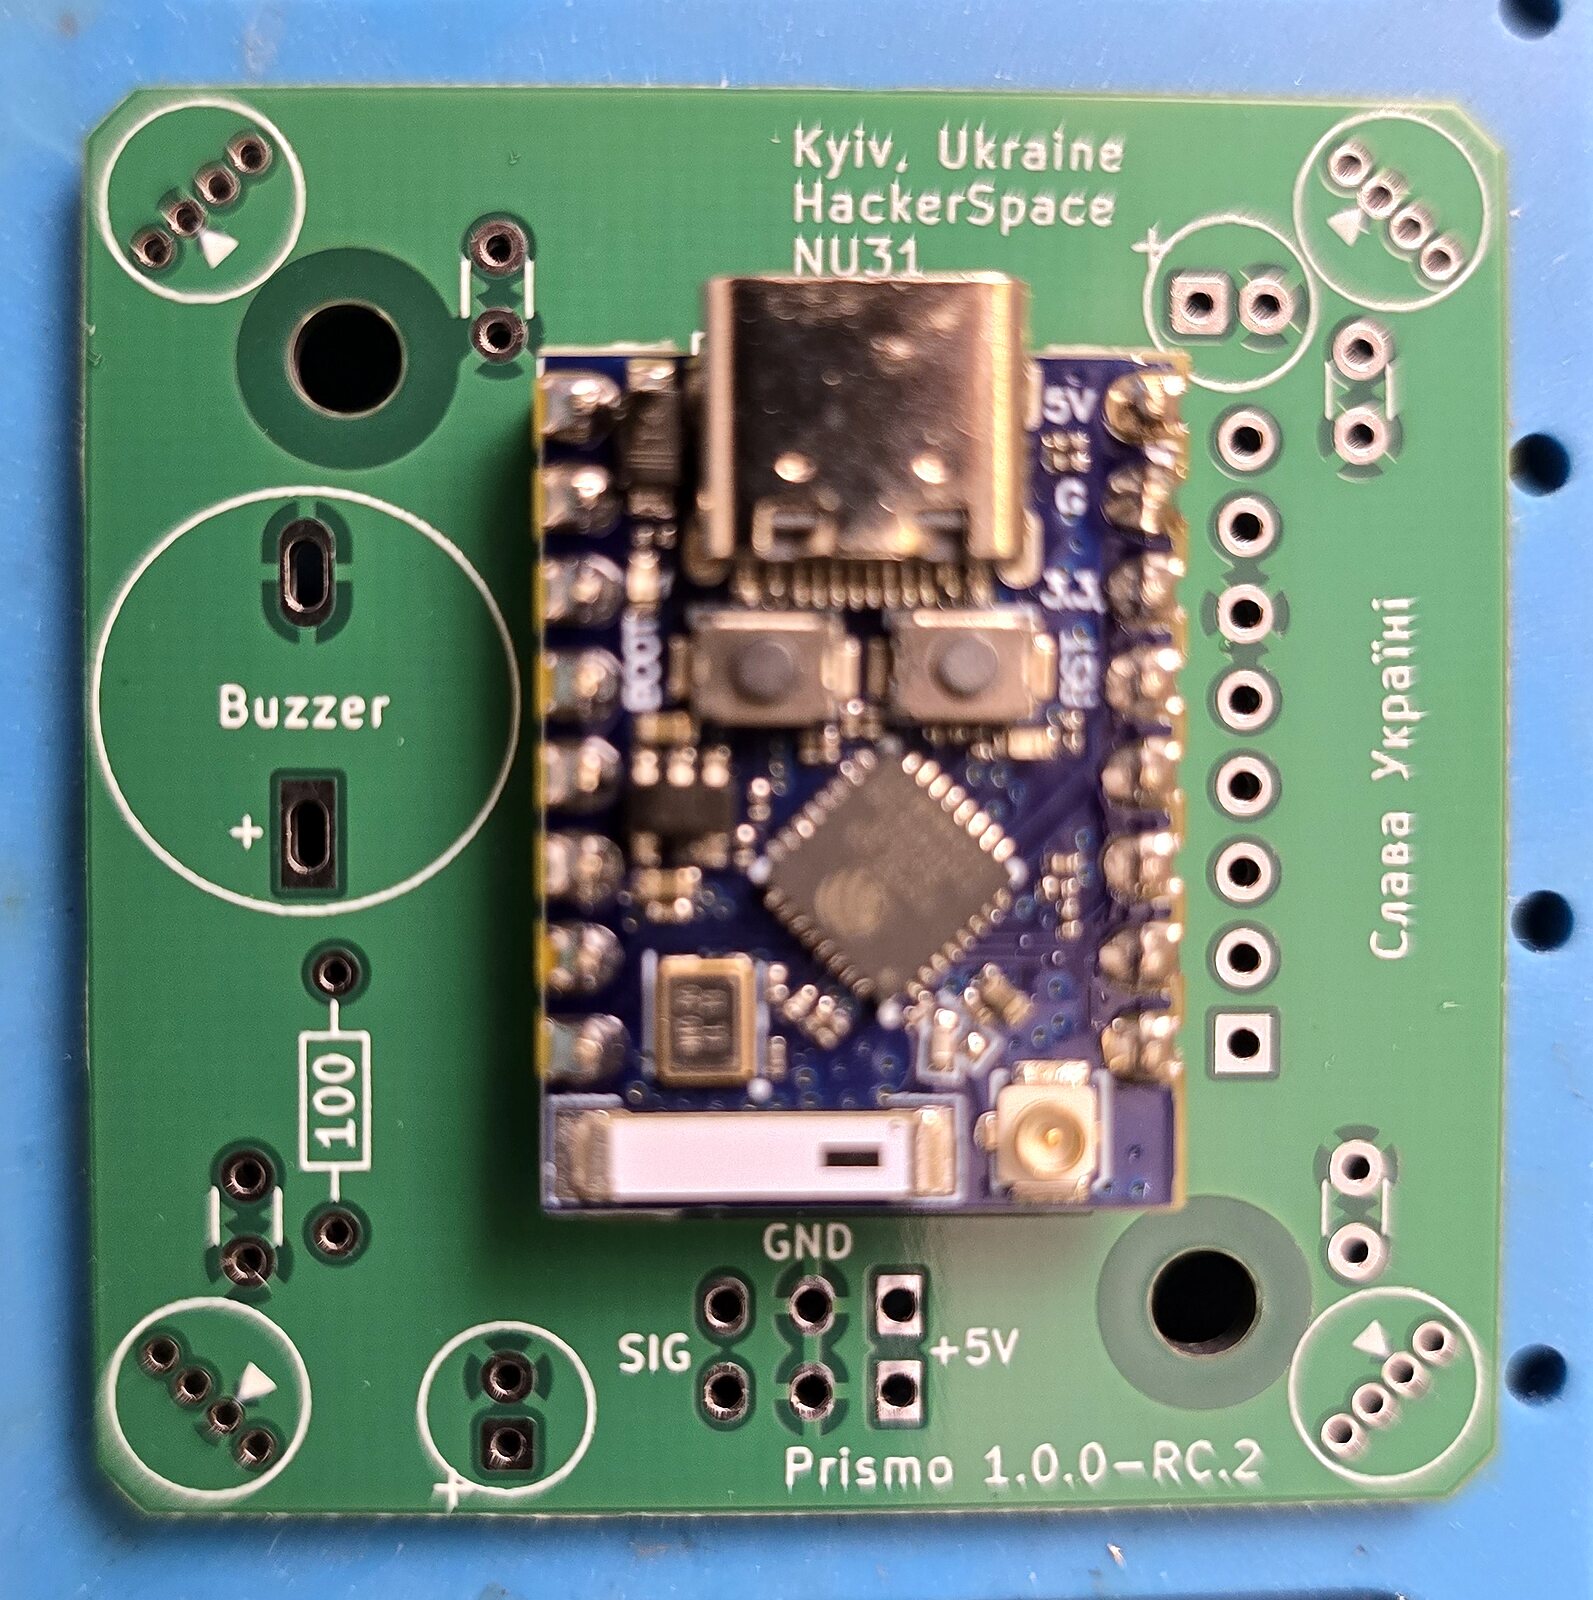 Kyiv, Ukraine
HackerSpace
NU31
5V
G
3.3
BOOT
RST
Buzzer
+
Слава Україні
100
GND
SIG
+5V
+
+
Prismo 1.0.0-RC.2